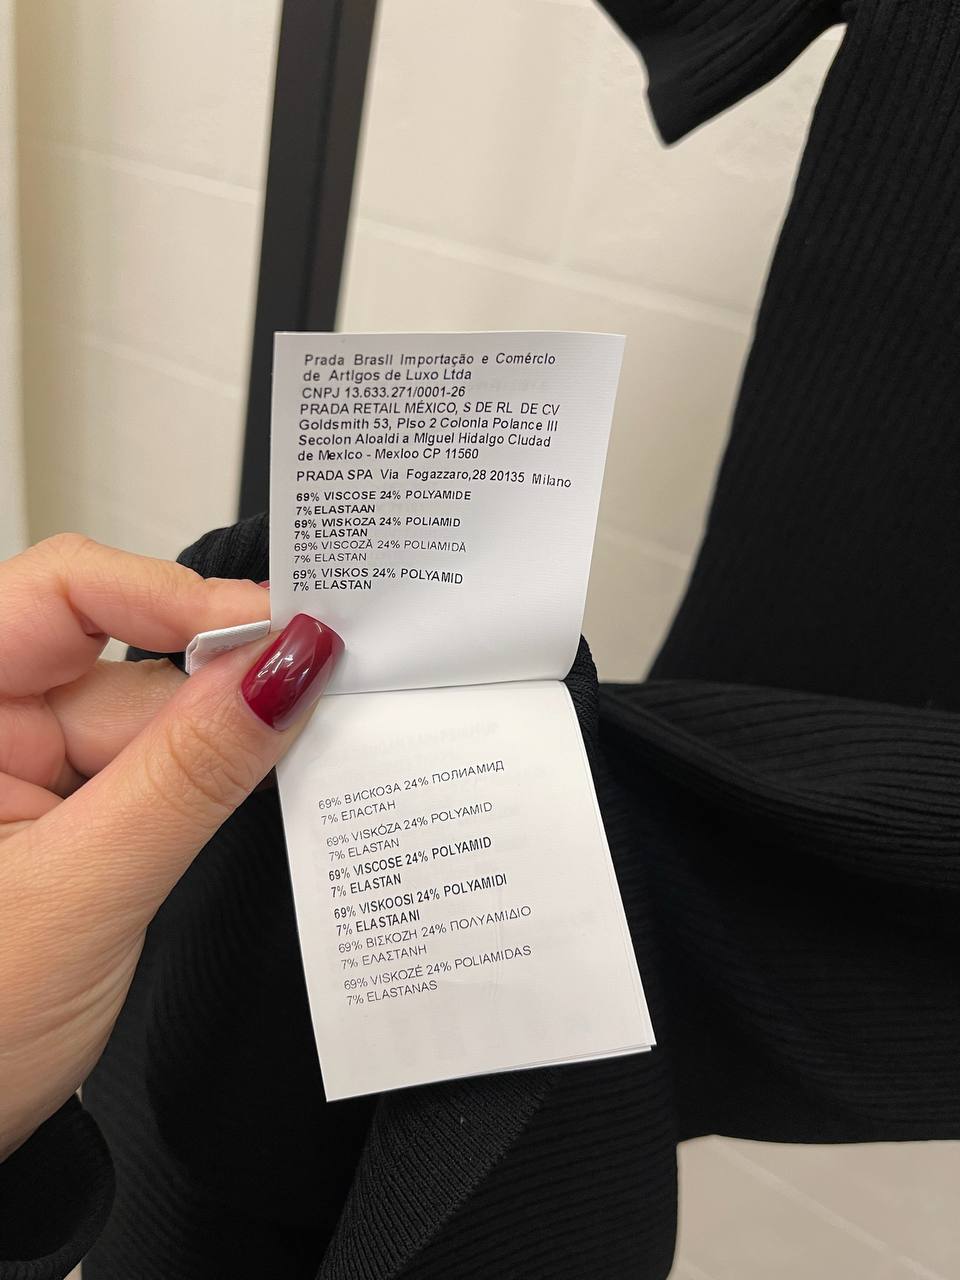 Prada Brasil Importação e Comércio
de Artigos de Luxo Ltda
CNPJ 13.633.271/0001-26
PRADA RETAIL MÉXICO, S DE RL DE CV
Goldsmith 53, Piso 2 Colonia Polance III
Secolon Aloaldi a Miguel Hidalgo Ciudad
de Mexico - Mexioo CP 11560
PRADA SPA Via Fogazzaro,28 20135 Milano
69% VISCOSE 24% POLYAMIDE
7% ELASTAAN
69% WISKOZA 24% POLIAMID
7% ELASTAN
69% VISCOZĂ 24% POLIAMIDĂ
7% ELASTAN
69% VISKOS 24% POLYAMID
7% ELASTAN
69% ВИСКОЗА 24% ПОЛИАМИД
7% ЕЛАСТАН
69% VISKÓZA 24% POLYAMID
7% ELASTAN
69% VISCOSE 24% POLYAMID
7% ELASTAN
69% VISKOOSI 24% POLYAMIDI
7% ELASTAANI
69% ΒΙΣΚΟΖΗ 24% ΠΟΛΥΑΜΙΔΙΟ
7% ΕΛΑΣΤΑΝΗ
69% VISKOZĖ 24% POLIAMIDAS
7% ELASTANAS